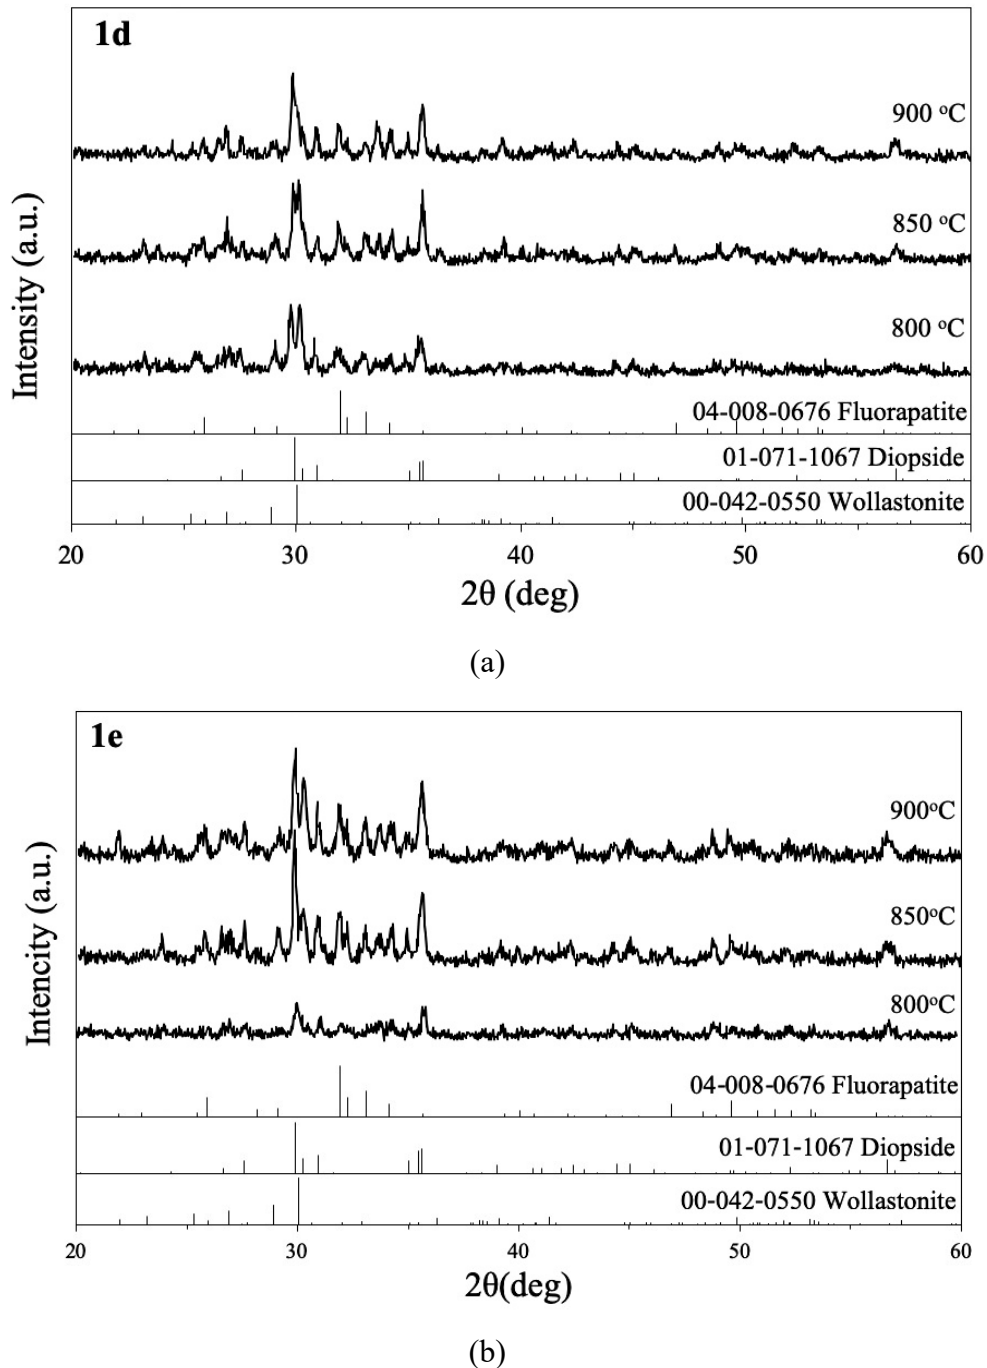 1d
900 °C
850 °C
800 °C
Intensity (a.u.)
04-008-0676 Fluorapatite
01-071-1067 Diopside
00-042-0550 Wollastonite
20 30 40 50 60
2θ (deg)
(a)
1e
900°C
850°C
800°C
Intencity (a.u.)
04-008-0676 Fluorapatite
01-071-1067 Diopside
00-042-0550 Wollastonite
20 30 40 50 60
2θ(deg)
(b)